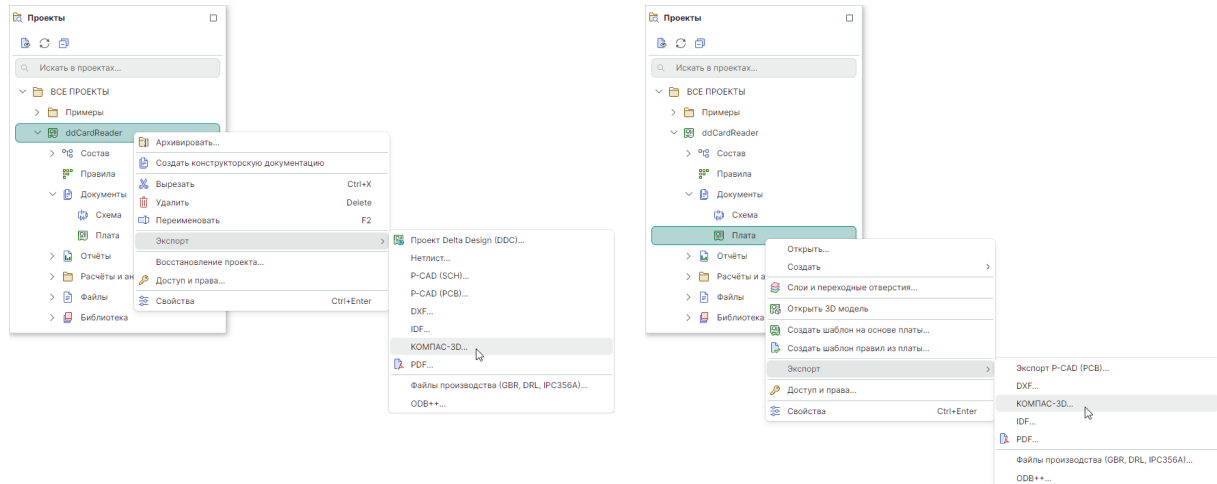 Проекты
Искать в проектах...
ВСЕ ПРОЕКТЫ
Примеры
ddCardReader
Состав
Правила
Документы
Схема
Плата
Отчёты
Расчёты и ан
Файлы
Библиотека
Архивировать...
Создать конструкторскую документацию
Вырезать Ctrl+X
Удалить Delete
Переименовать F2
Экспорт
Восстановление проекта...
Доступ и права...
Свойства Ctrl+Enter
Проект Delta Design (DDC)...
Нетлист...
P-CAD (SCH)...
P-CAD (PCB)...
DXF...
IDF...
КОМПАС-3D...
PDF...
Файлы производства (GBR, DRL, IPC356A)...
ODB++...
Проекты
Искать в проектах...
ВСЕ ПРОЕКТЫ
Примеры
ddCardReader
Состав
Правила
Документы
Схема
Плата
Отчёты
Расчёты и а
Файлы
Библиотека
Открыть...
Создать
Слои и переходные отверстия...
Открыть 3D модель
Создать шаблон на основе платы...
Создать шаблон правил из платы...
Экспорт
Доступ и права...
Свойства Ctrl+Enter
Экспорт P-CAD (PCB)...
DXF...
КОМПАС-3D...
IDF...
PDF...
Файлы производства (GBR, DRL, IPC356A)...
ODB++...